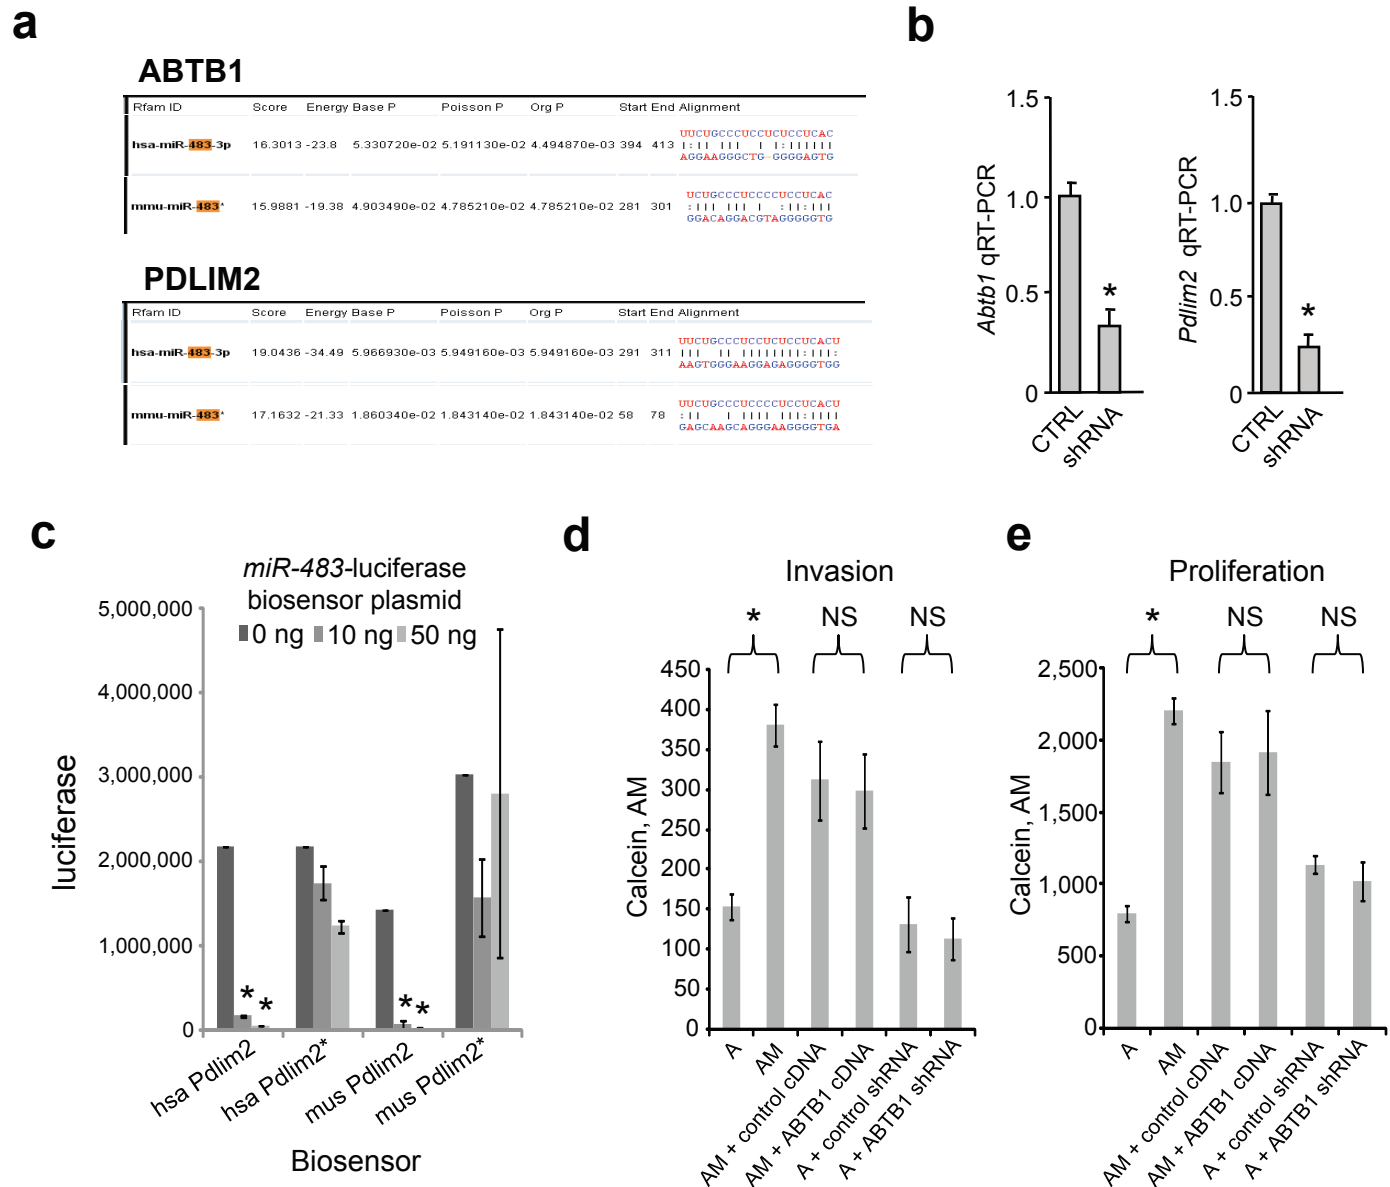 a
ABTB1
Rfam ID Score Energy Base P Poisson P Org P Start End Alignment
UUCUGCCCUCCUCUCCUCAC
hsa-miR-483-3p 16.3013 -23.8 5.330720e-02 5.191130e-02 4.494870e-03 394 413
AGGAAGGGCTG-GGGGAGTG
UCUGCCCUCCCCUCCUCAC
mmu-miR-483* 15.9881 -19.38 4.903490e-02 4.785210e-02 4.785210e-02 281 301
GGACAGGACGTAGGGGGTG
PDLIM2
Rfam ID Score Energy Base P Poisson P Org P Start End Alignment
UUCUGCCCUCCUCUCCUCACU
hsa-miR-483-3p 19.0436 -34.49 5.966930e-03 5.949160e-03 5.949160e-03 291 311
AAGTGGGAAGGAGAGGGGTGG
UUCUGCCCUCCCCUCCUCACU
mmu-miR-483* 17.1632 -21.33 1.860340e-02 1.843140e-02 1.843140e-02 58 78
GAGCAAGCAGGGAAGGGGTGA
b
Abtb1 qRT-PCR
1.5
1.0
0.5
0
*
CTRL
shRNA
Pdlim2 qRT-PCR
1.5
1.0
0.5
0
*
CTRL
shRNA
c
miR-483-luciferase
biosensor plasmid
0 ng 10 ng 50 ng
luciferase
5,000,000
4,000,000
3,000,000
2,000,000
1,000,000
0
* *
* *
hsa Pdlim2
hsa Pdlim2*
mus Pdlim2
mus Pdlim2*
Biosensor
d
Invasion
* NS NS
Calcein, AM
450
400
350
300
250
200
150
100
50
0
A
AM
AM + control cDNA
AM + ABTB1 cDNA
A + control shRNA
A + ABTB1 shRNA
e
Proliferation
* NS NS
Calcein, AM
2,500
2,000
1,500
1,000
500
0
A
AM
AM + control cDNA
AM + ABTB1 cDNA
A + control shRNA
A + ABTB1 shRNA